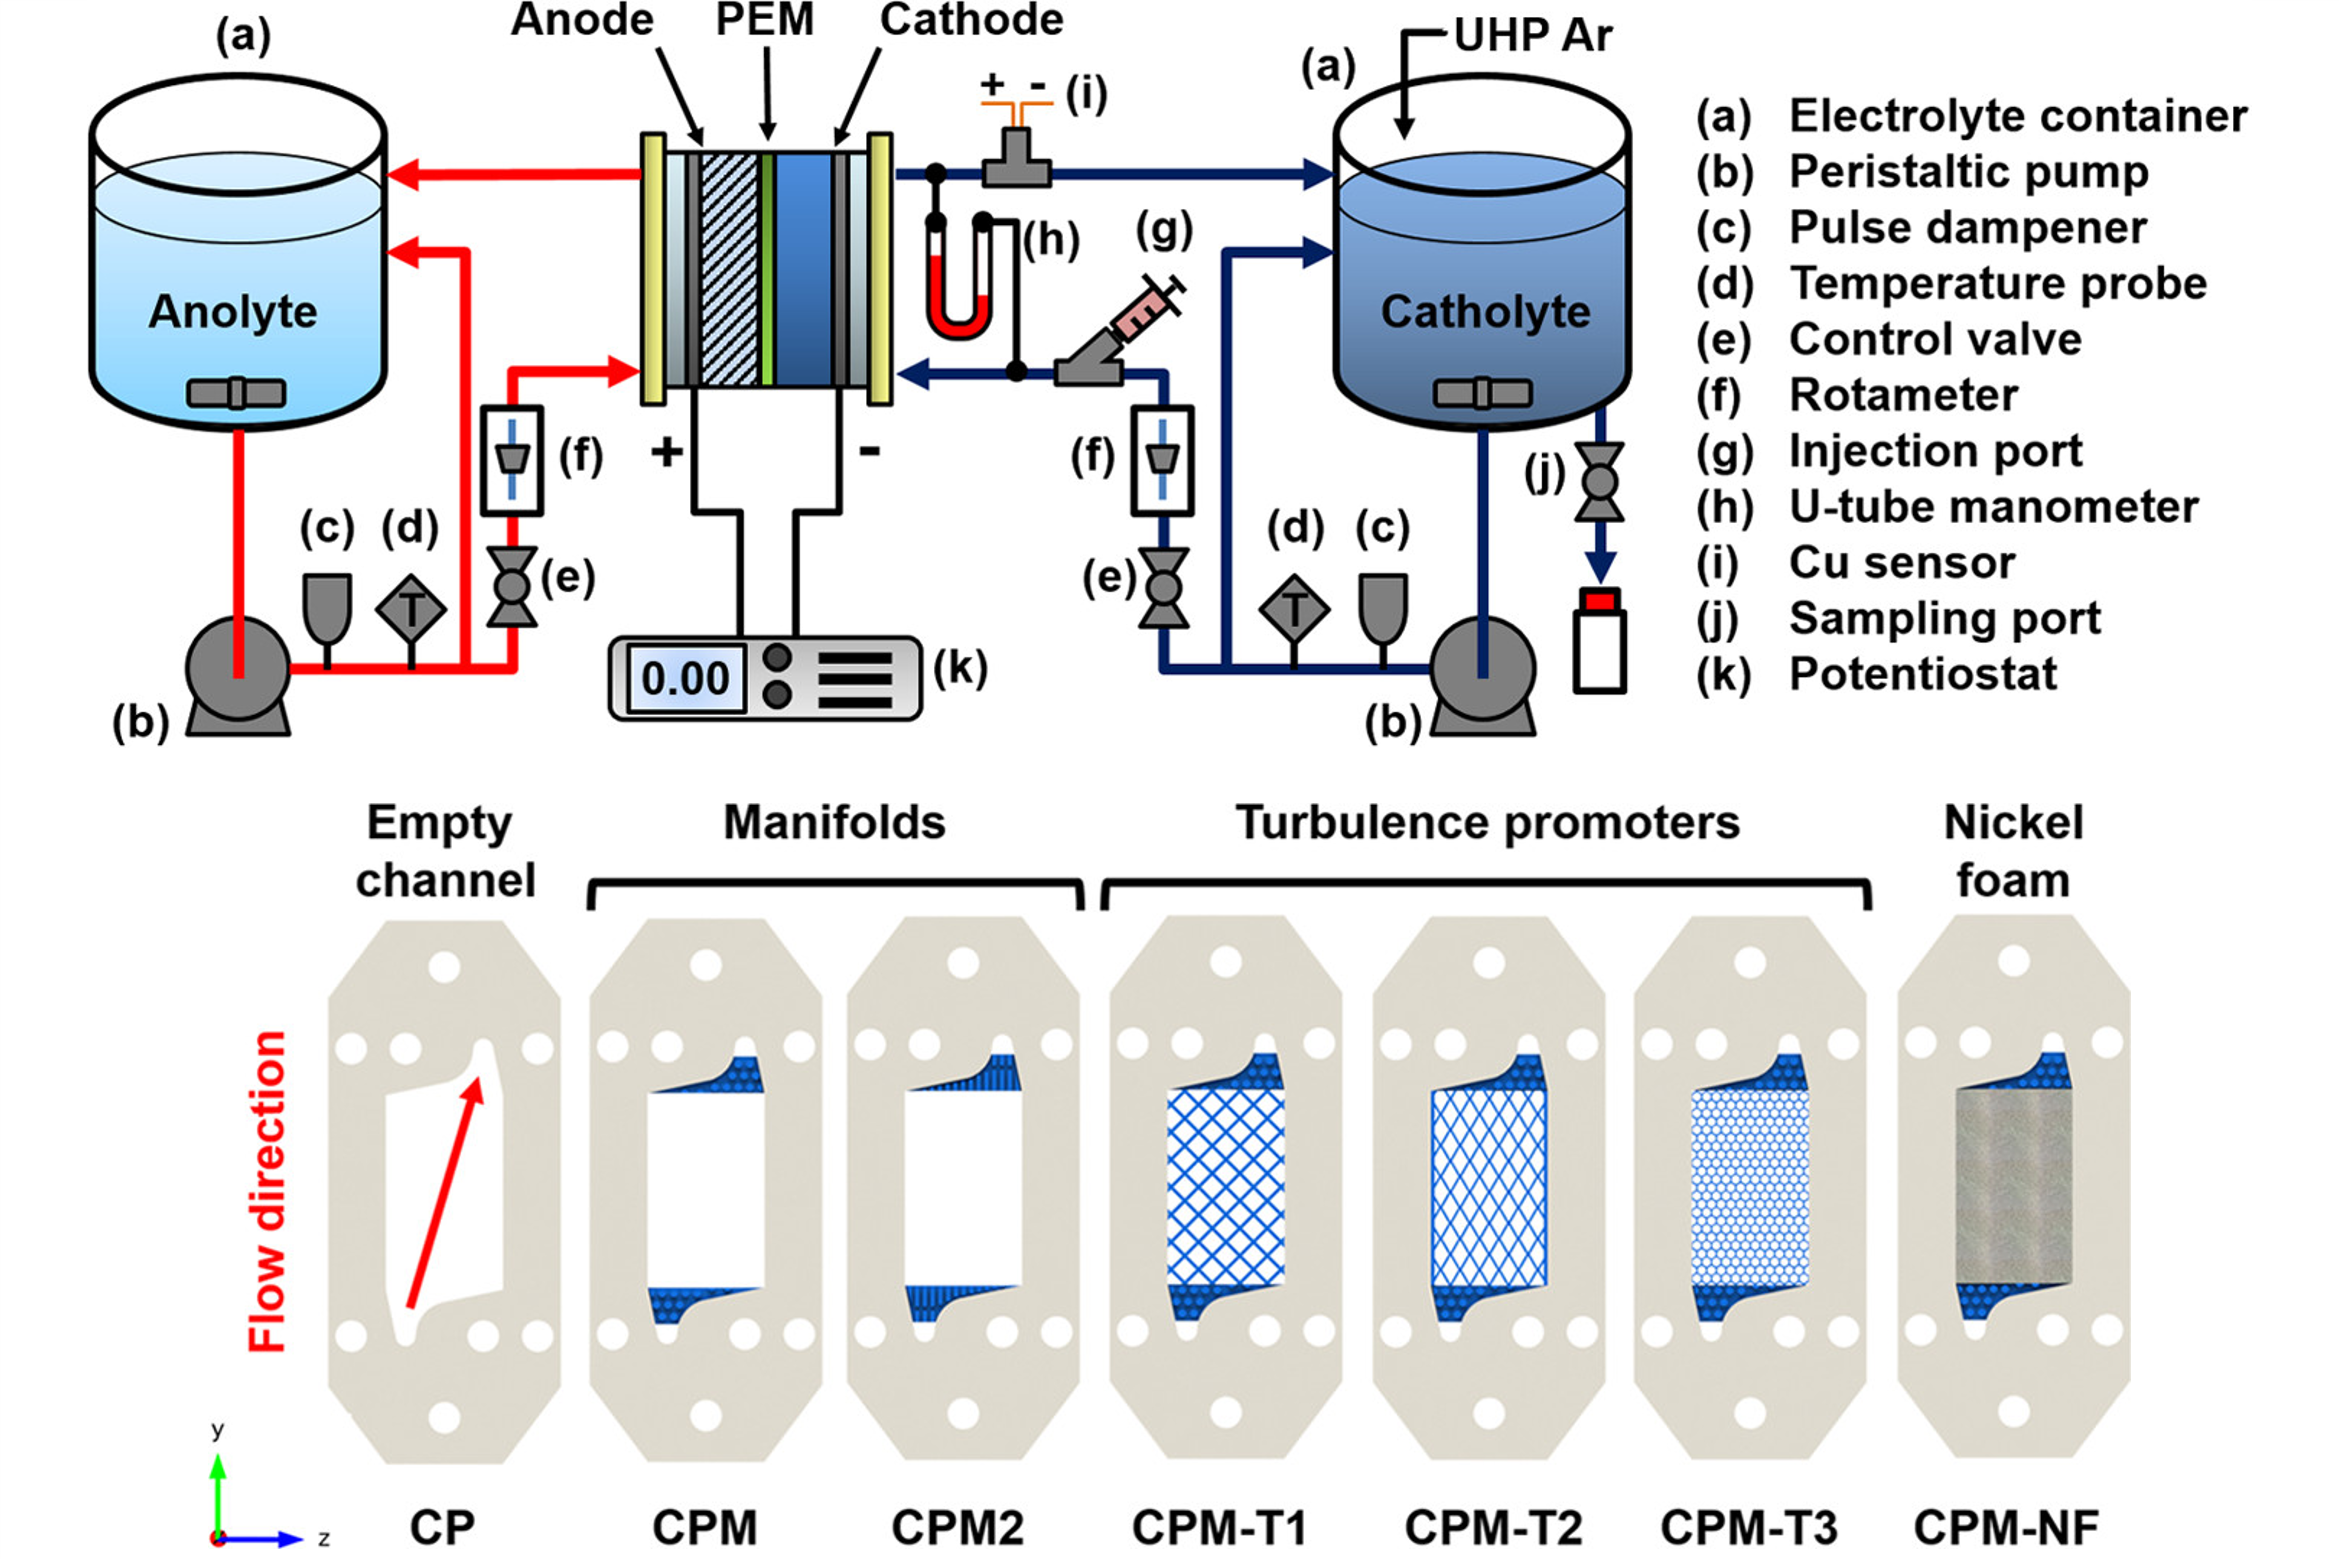 (a)
Anode
PEM
Cathode
UHP Ar
(a)
+ -
(i)
(g)
(h)
Anolyte
Catholyte
+
-
(f)
(f)
(j)
(c)
(d)
(e)
(e)
(d)
(c)
T
T
0.00
(k)
(b)
(b)
(a) Electrolyte container
(b) Peristaltic pump
(c) Pulse dampener
(d) Temperature probe
(e) Control valve
(f) Rotameter
(g) Injection port
(h) U-tube manometer
(i) Cu sensor
(j) Sampling port
(k) Potentiostat
Empty
channel
Manifolds
Turbulence promoters
Nickel
foam
Flow direction
y
z
CP
CPM
CPM2
CPM-T1
CPM-T2
CPM-T3
CPM-NF